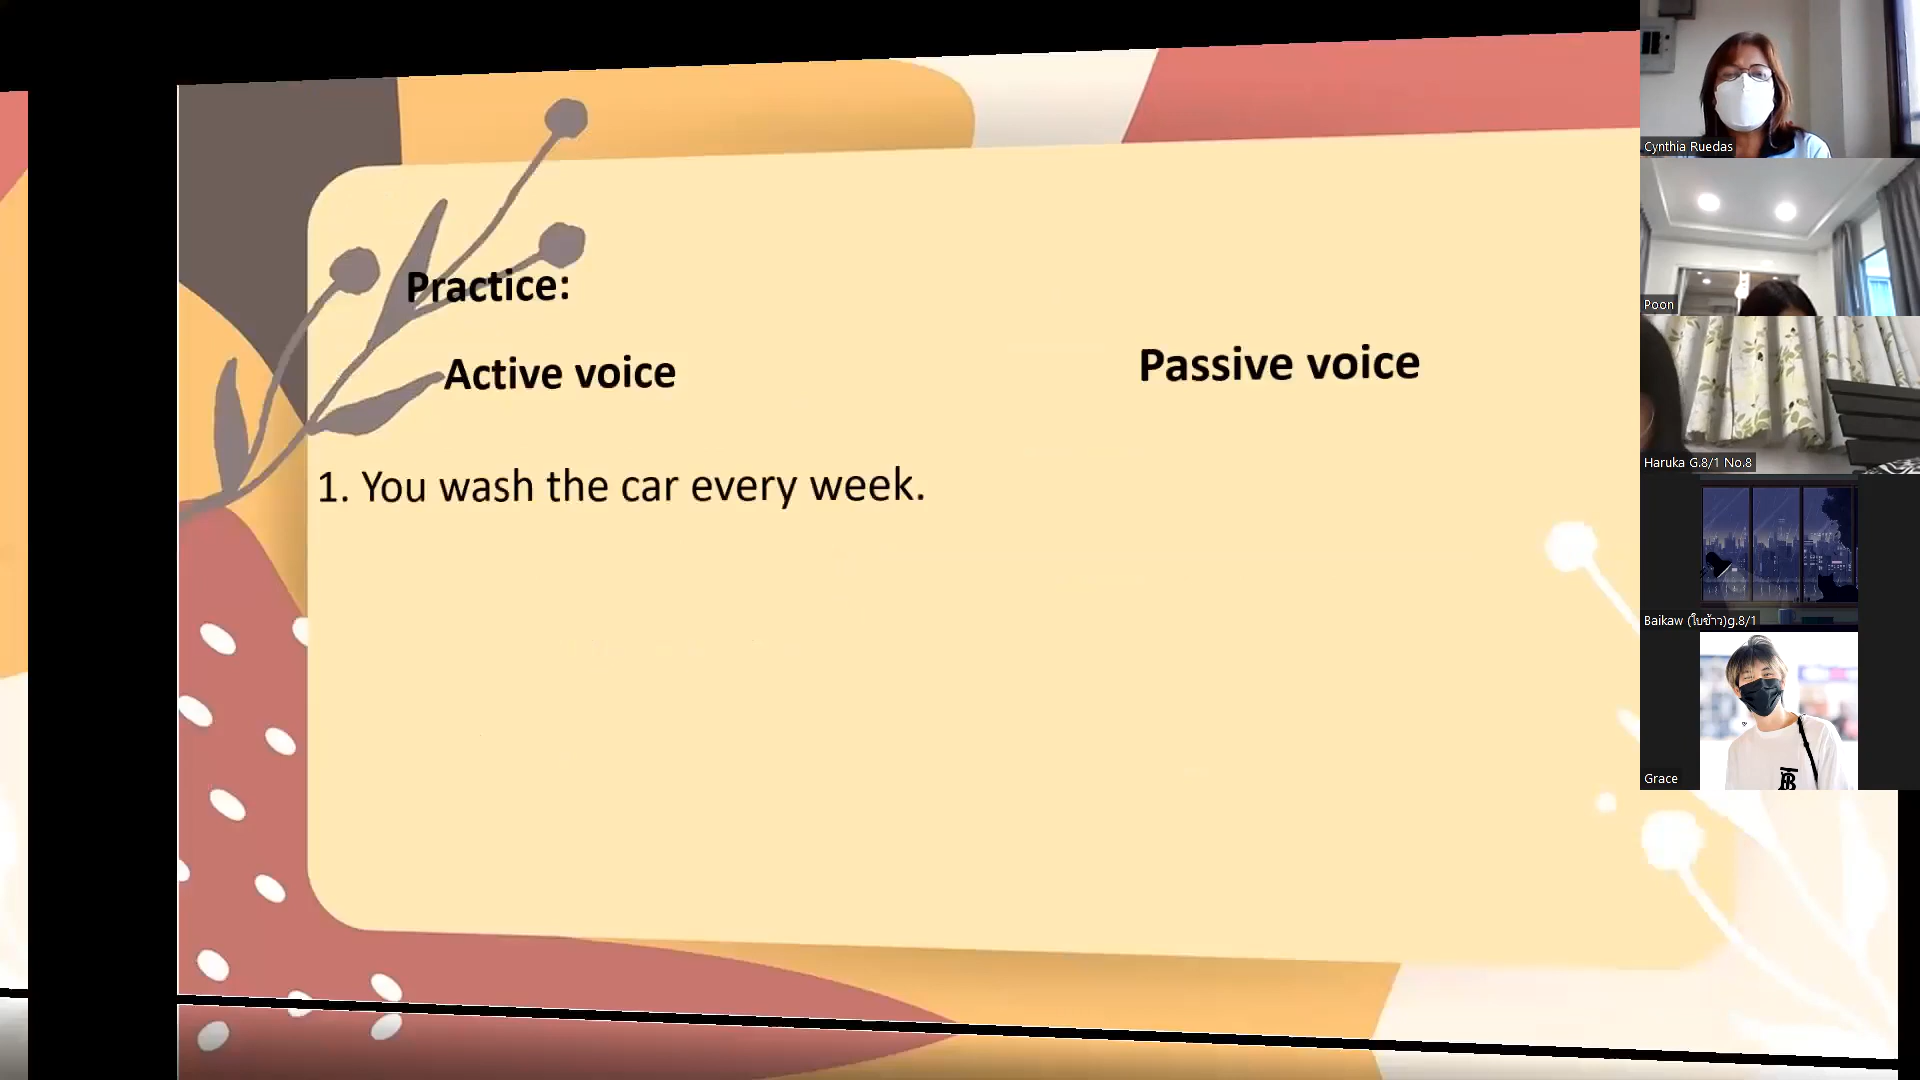 Practice:
Active voice
Passive voice
1. You wash the car every week.
Cynthia Ruedas
Poon
Haruka G.8/1 No.8
Baikaw (ใบข้าว)g.8/1
Grace